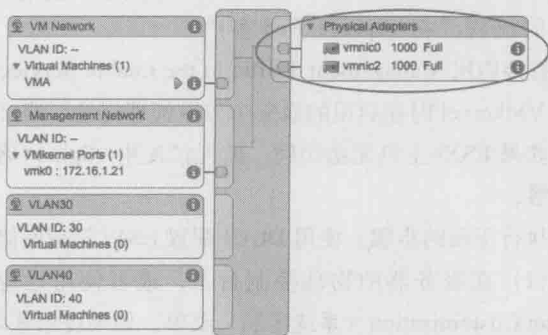 VM Network
VLAN ID: --
Virtual Machines (1)
VMA
Management Network
VLAN ID: --
VMkernel Ports (1)
vmk0 : 172.16.1.21
VLAN30
VLAN ID: 30
Virtual Machines (0)
VLAN40
VLAN ID: 40
Virtual Machines (0)
Physical Adapters
vmnic0 1000 Full
vmnic2 1000 Full